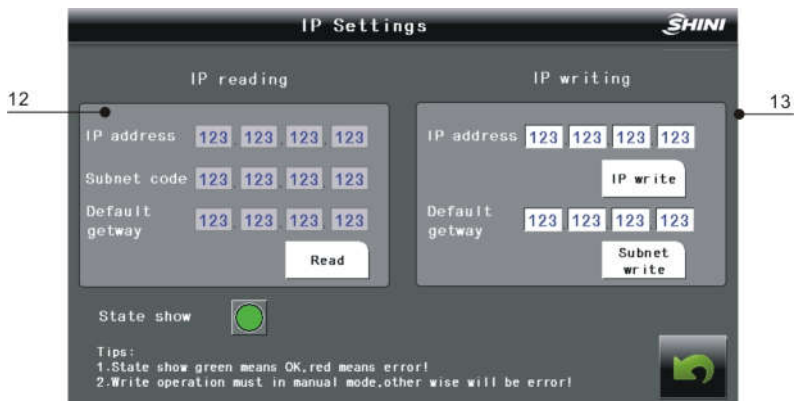 IP Settings
SHINI
IP reading
IP writing
12
13
IP address 123. 123. 123. 123
Subnet code 123. 123. 123. 123
Default
getway
123. 123. 123. 123
Read
IP address 123. 123. 123. 123
IP write
Default
getway
123. 123. 123. 123
Subnet
write
State show
Tips:
1.State show green means OK,red means error!
2.Write operation must in manual mode,other wise will be error!